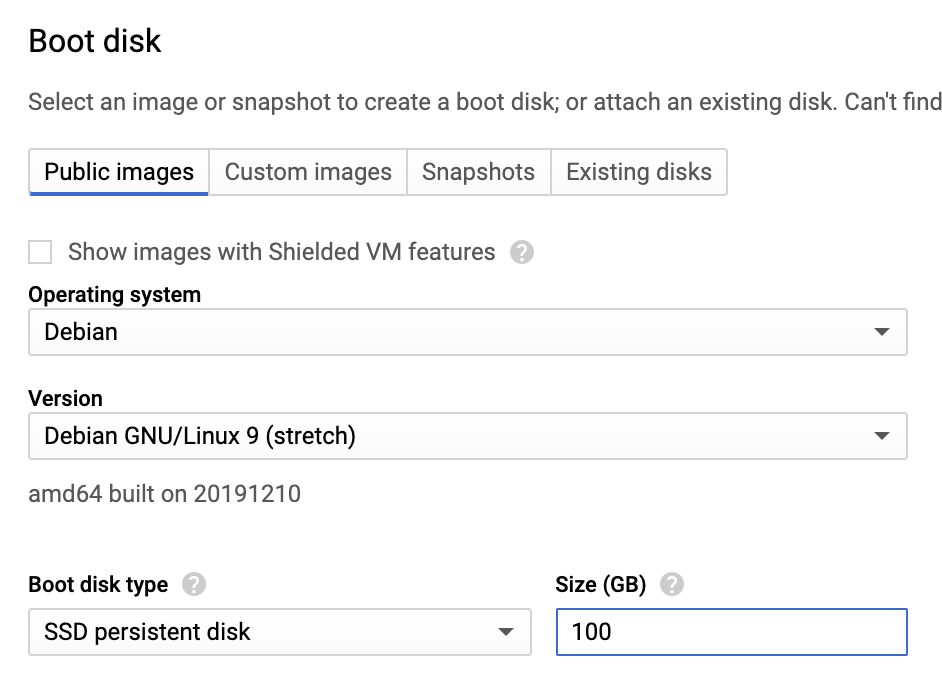 Boot disk
Select an image or snapshot to create a boot disk; or attach an existing disk. Can't find
Public images Custom images Snapshots Existing disks
Show images with Shielded VM features ?
Operating system
Debian
Version
Debian GNU/Linux 9 (stretch)
amd64 built on 20191210
Boot disk type ? Size (GB) ?
SSD persistent disk 100